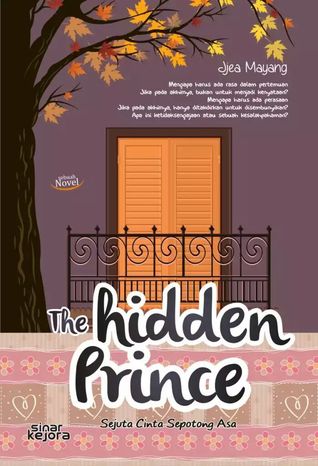 Jjea Mayang
Mengapa harus ada rasa dalam pertemuan
Jika pada akhirnya, bukan untuk menjadi kenyataan?
Mengapa harus ada perasaan
Jika pada akhirnya, hanya ditakdirkan untuk disembunyikan?
Apa ini ketidaksengajaan atau sebuah kesalahpahaman?
sebuah
Novel
The hidden
Prince
Sejuta Cinta Sepotong Asa
sinar
kejora